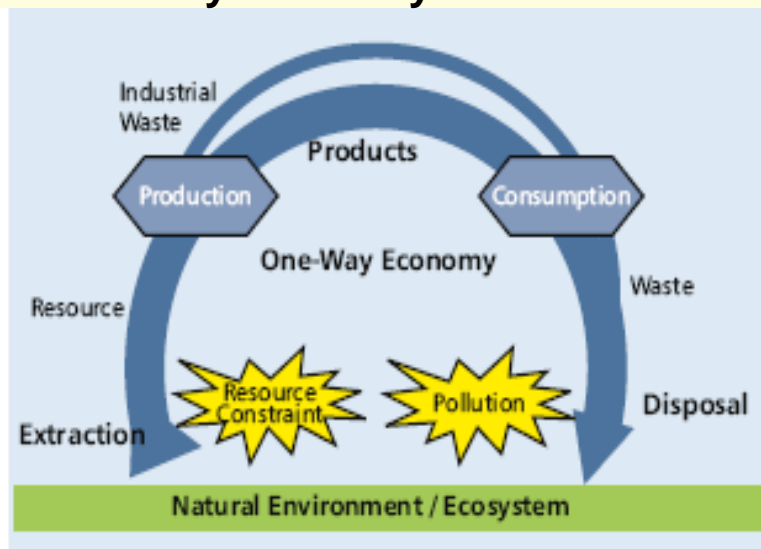 Industrial
Waste
Products
Production
Consumption
One-Way Economy
Resource
Waste
Resource
Constraint
Pollution
Disposal
Extraction
Natural Environment / Ecosystem